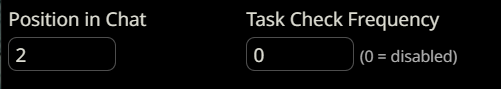 Position in Chat Task Check Frequency
2 0 (0 = disabled)